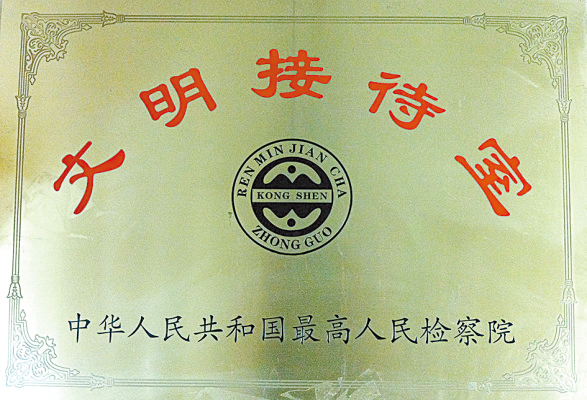 文明接待室
REN MIN JIAN CHA
KONG SHEN
ZHONG GUO
中华人民共和国最高人民检察院